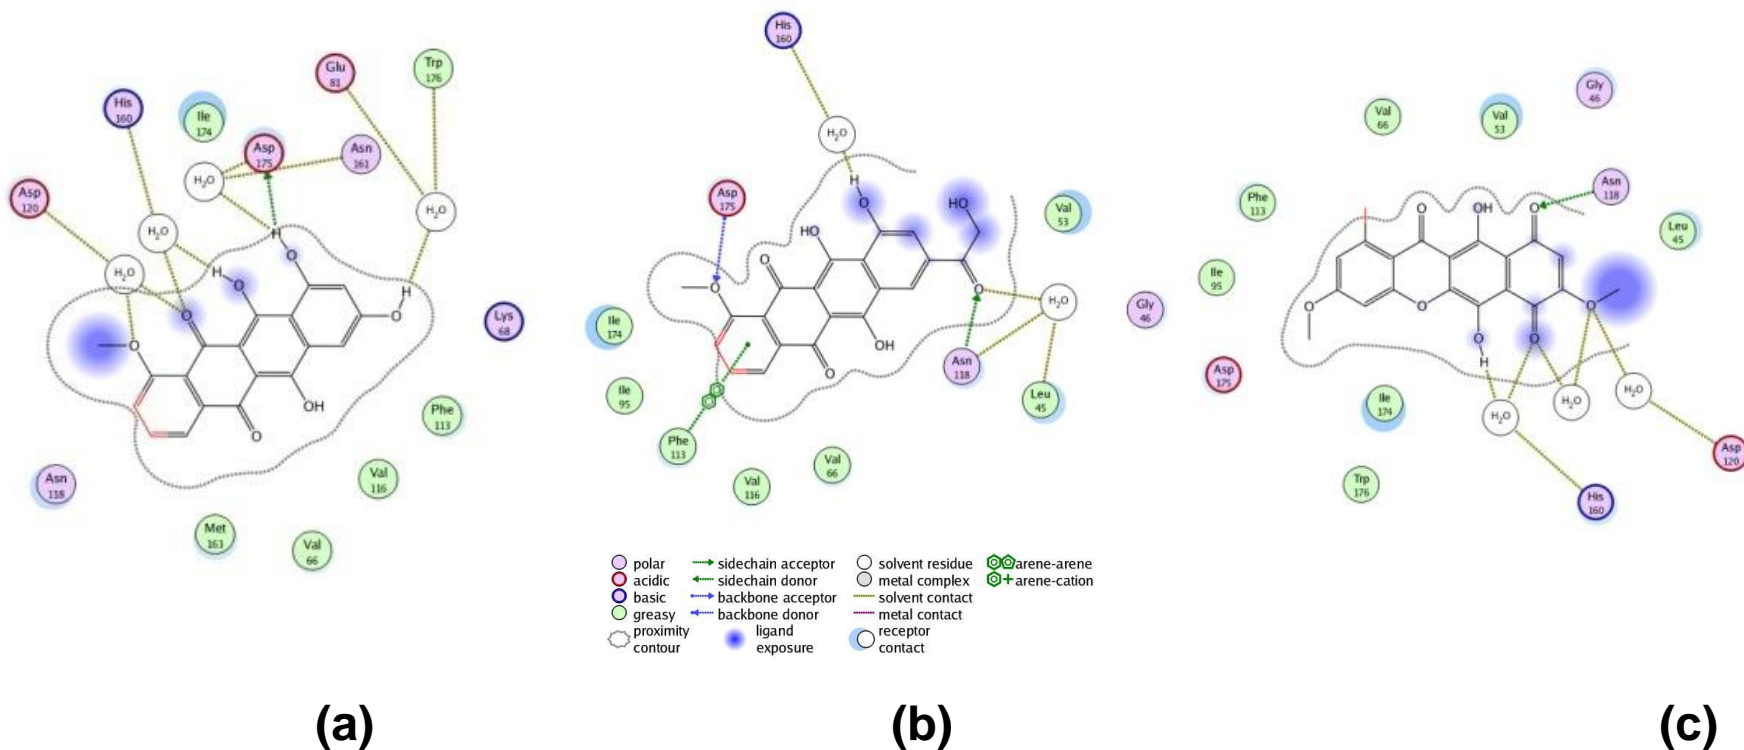 Glu
81
Trp
176
His
160
Ile
174
Asp
175
Asn
161
H₂O
Asp
120
H₂O
H₂O
H₂O
H
O
H
O
H
O
O
O
Lys
68
OH
O
Phe
113
Asn
118
Val
116
Met
163
Val
66
(a)
His
160
H₂O
H
O
HO
Asp
175
Val
53
HO
O
O
O
H₂O
Gly
46
Ile
174
OH
O
Asn
118
Ile
95
Leu
45
Phe
113
Val
66
Val
116
polar
acidic
basic
greasy
proximity
contour
sidechain acceptor
sidechain donor
backbone acceptor
backbone donor
ligand
exposure
solvent residue
metal complex
solvent contact
metal contact
receptor
contact
arene-arene
arene-cation
(b)
Gly
46
Val
66
Val
53
Asn
118
Phe
113
Leu
45
O
OH
O
Ile
95
O
O
O
O
O
H
Asp
175
Ile
174
H₂O
H₂O
H₂O
Asp
120
Trp
176
His
160
(c)